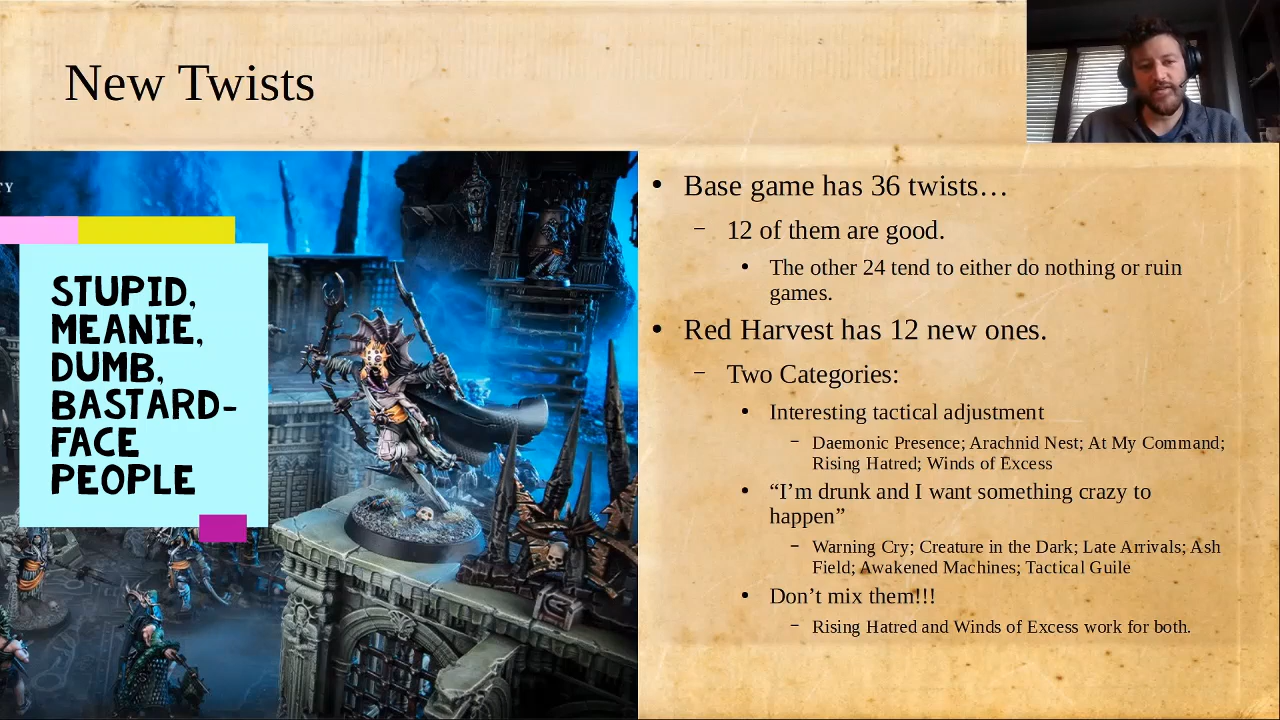 New Twists
TY
STUPID,
MEANIE,
DUMB,
BASTARD-
FACE
PEOPLE
• Base game has 36 twists…
– 12 of them are good.
• The other 24 tend to either do nothing or ruin
games.
• Red Harvest has 12 new ones.
– Two Categories:
• Interesting tactical adjustment
– Daemonic Presence; Arachnid Nest; At My Command;
Rising Hatred; Winds of Excess
• “I’m drunk and I want something crazy to
happen”
– Warning Cry; Creature in the Dark; Late Arrivals; Ash
Field; Awakened Machines; Tactical Guile
• Don’t mix them!!!
– Rising Hatred and Winds of Excess work for both.